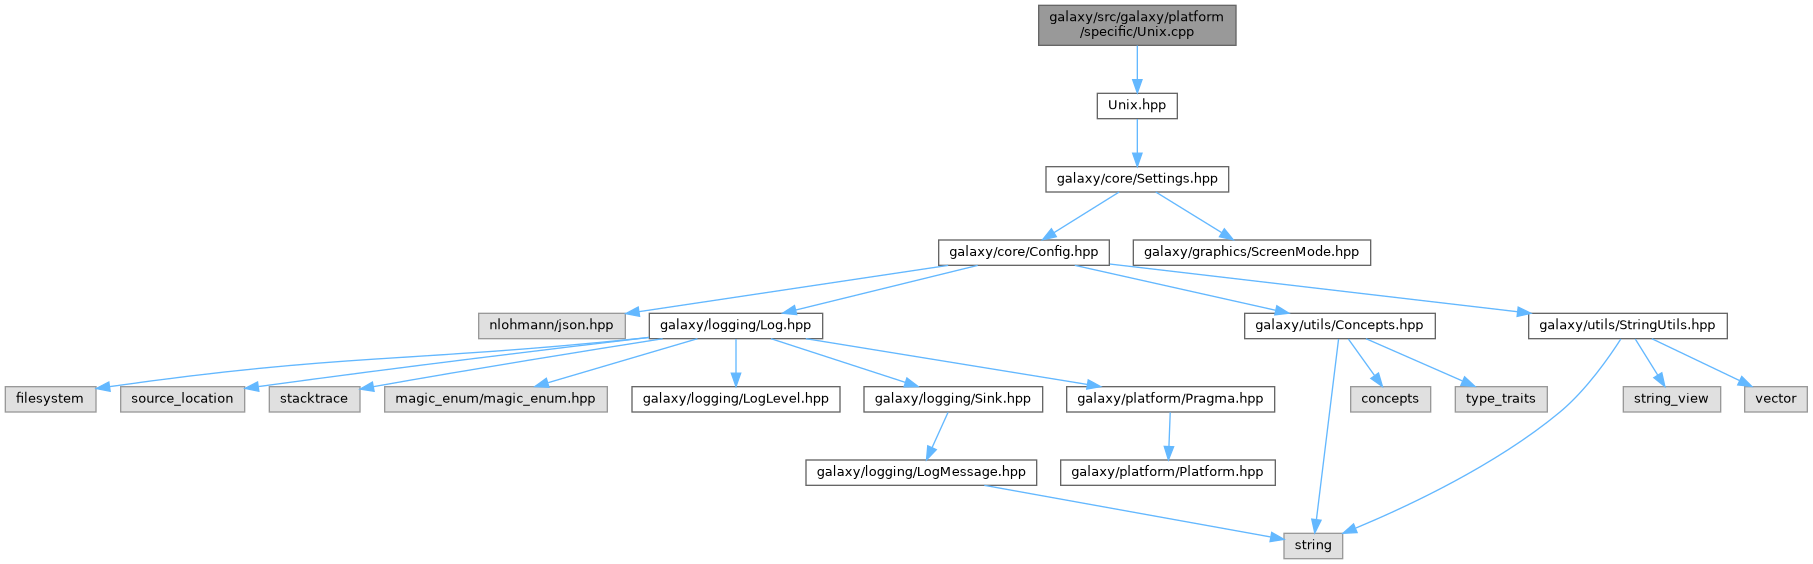 galaxy/src/galaxy/platform
/specific/Unix.cpp
Unix.hpp
galaxy/core/Settings.hpp
galaxy/core/Config.hpp
galaxy/graphics/ScreenMode.hpp
nlohmann/json.hpp
galaxy/logging/Log.hpp
galaxy/utils/Concepts.hpp
galaxy/utils/StringUtils.hpp
filesystem
source_location
stacktrace
magic_enum/magic_enum.hpp
galaxy/logging/LogLevel.hpp
galaxy/logging/Sink.hpp
galaxy/platform/Pragma.hpp
concepts
type_traits
string_view
vector
galaxy/logging/LogMessage.hpp
galaxy/platform/Platform.hpp
string